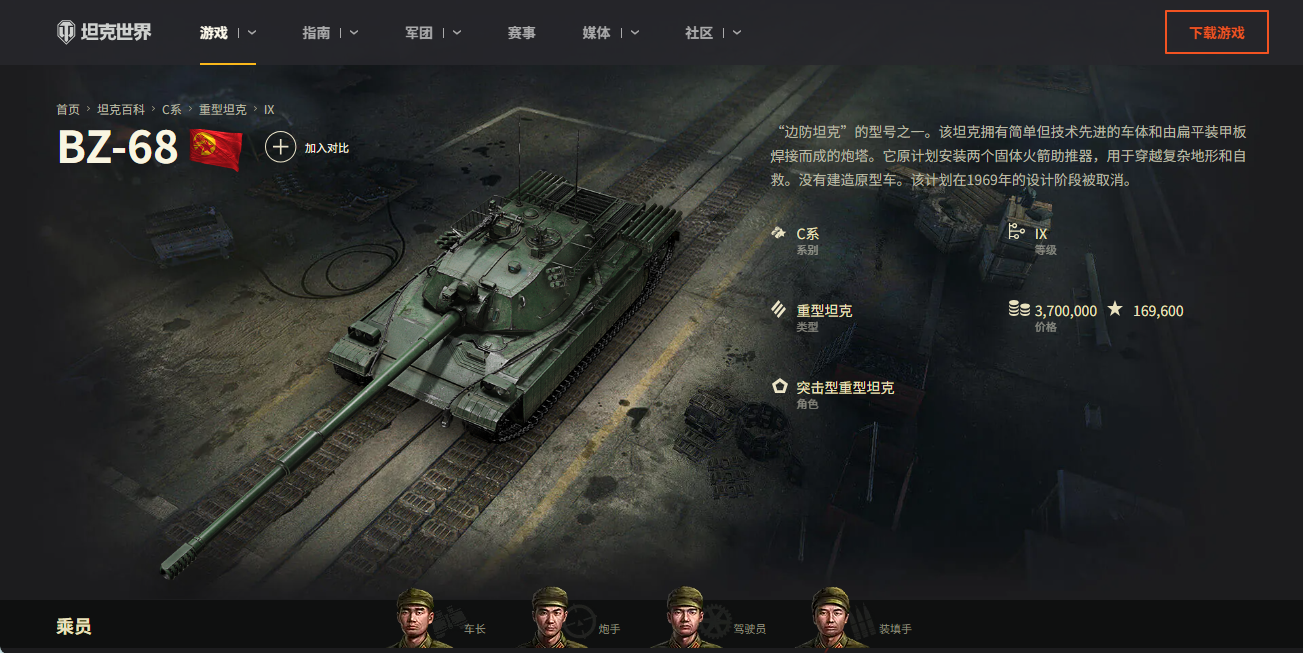 坦克世界
游戏
指南
军团
赛事
媒体
社区
下载游戏
首页 › 坦克百科 › C系 › 重型坦克 › IX
BZ-68
加入对比
“边防坦克”的型号之一。该坦克拥有简单但技术先进的车体和由扁平装甲板
焊接而成的炮塔。它原计划安装两个固体火箭助推器，用于穿越复杂地形和自
救。没有建造原型车。该计划在1969年的设计阶段被取消。
C系
系别
IX
等级
重型坦克
类型
3,700,000 169,600
价格
突击型重型坦克
角色
乘员
车长
炮手
驾驶员
装填手